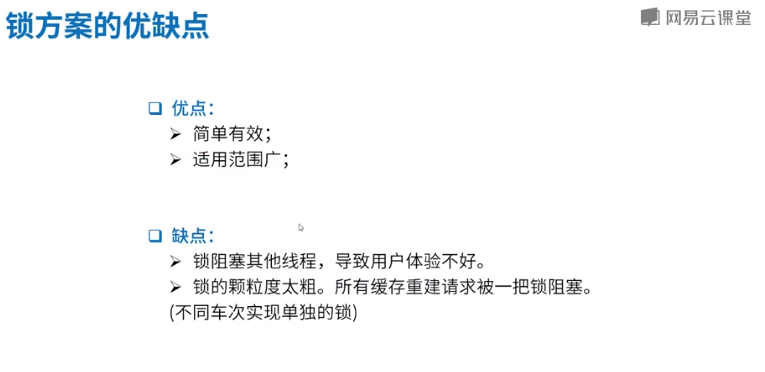 锁方案的优缺点
网易云课堂
优点：
简单有效；
适用范围广；
缺点：
锁阻塞其他线程，导致用户体验不好。
锁的颗粒度太粗。所有缓存重建请求被一把锁阻塞。
(不同车次实现单独的锁)